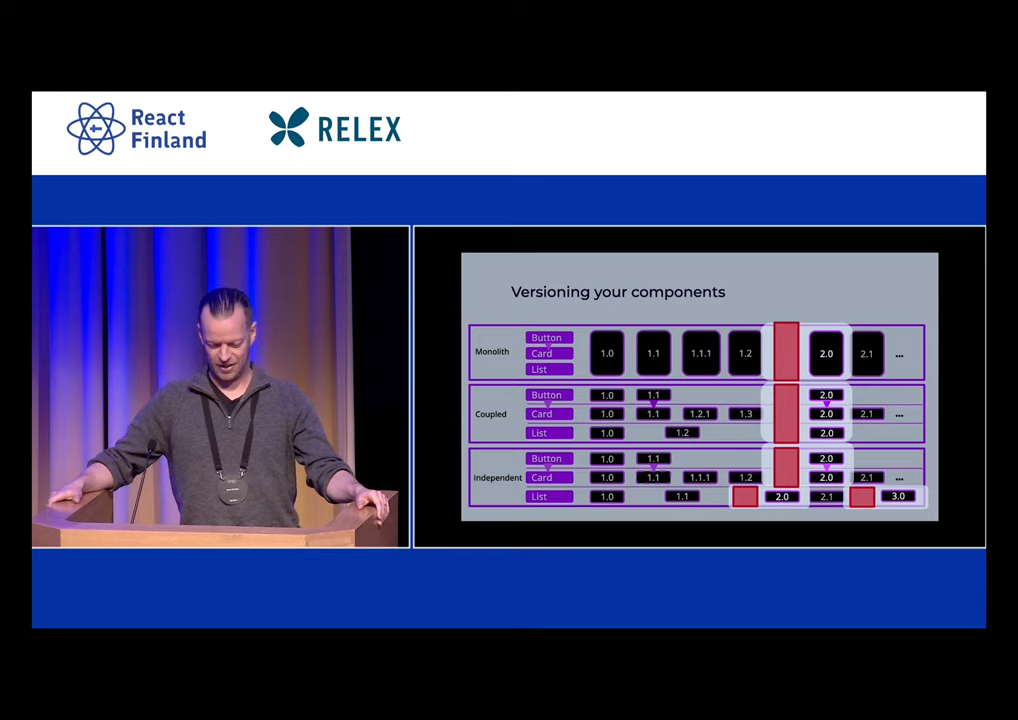 React
Finland
RELEX
Versioning your components
Monolith
Button
Card
List
1.0 1.1 1.1.1 1.2 2.0 2.1 ...
Coupled
Button 1.0 1.1 2.0
Card 1.0 1.1 1.2.1 1.3 2.0 2.1 ...
List 1.0 1.2 2.0
Independent
Button 1.0 1.1 2.0
Card 1.0 1.1 1.1.1 1.2 2.0 2.1 ...
List 1.0 1.1 2.0 2.1 3.0